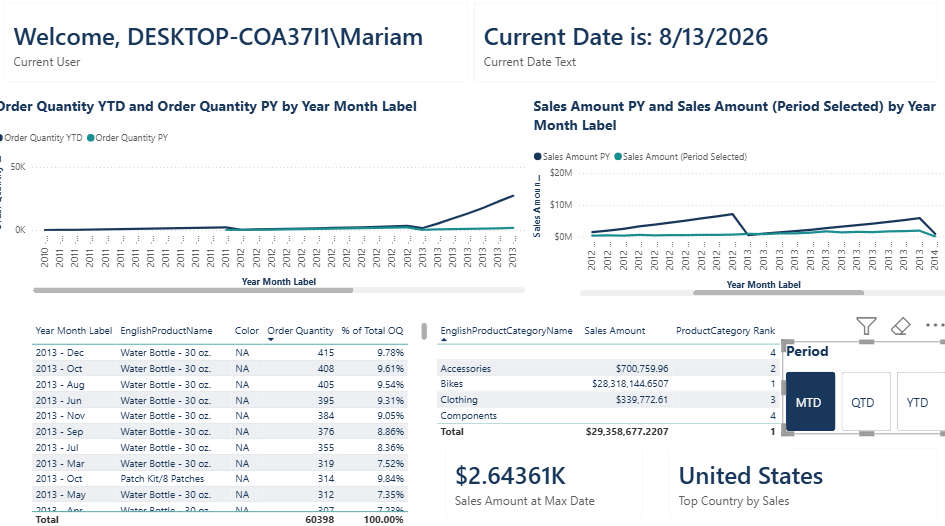 Welcome, DESKTOP-COA37I1\Mariam
Current User
Current Date is: 8/13/2026
Current Date Text
Order Quantity YTD and Order Quantity PY by Year Month Label
Order Quantity YTD Order Quantity PY
50K
0K
2010 2011 2011 2011 2011 2011 2011 2011 2011 2011 2011 2011 2011 2012 2012 2012 2012 2012 2012 2012 2012 2012 2012 2012 2012 2013 2013 2013 2013 2013 2013 2013
Year Month Label
Sales Amount PY and Sales Amount (Period Selected) by Year
Month Label
Sales Amount PY Sales Amount (Period Selected)
Sales Amoun...
$20M
$10M
$0M
2012 2012 2012 2012 2012 2012 2012 2012 2012 2012 2013 2013 2013 2013 2013 2013 2013 2013 2013 2013 2013 2013 2014
Year Month Label
Year Month Label EnglishProductName Color Order Quantity % of Total OQ
2013 - Dec Water Bottle - 30 oz. NA 415 9.78%
2013 - Oct Water Bottle - 30 oz. NA 408 9.61%
2013 - Aug Water Bottle - 30 oz. NA 405 9.54%
2013 - Jun Water Bottle - 30 oz. NA 395 9.31%
2013 - Nov Water Bottle - 30 oz. NA 384 9.05%
2013 - Sep Water Bottle - 30 oz. NA 376 8.86%
2013 - Jul Water Bottle - 30 oz. NA 355 8.36%
2013 - Mar Water Bottle - 30 oz. NA 319 7.52%
2013 - Oct Patch Kit/8 Patches NA 314 9.84%
2013 - May Water Bottle - 30 oz. NA 312 7.35%
2013 - Apr Water Bottle - 30 oz. NA 307 7.23%
Total 60398 100.00%
EnglishProductCategoryName Sales Amount ProductCategory Rank
4
Accessories $700,759.96 2
Bikes $28,318,144.6507 1
Clothing $339,772.61 3
Components 4
Total $29,358,677.2207 1
Period
MTD QTD YTD
$2.64361K
Sales Amount at Max Date
United States
Top Country by Sales